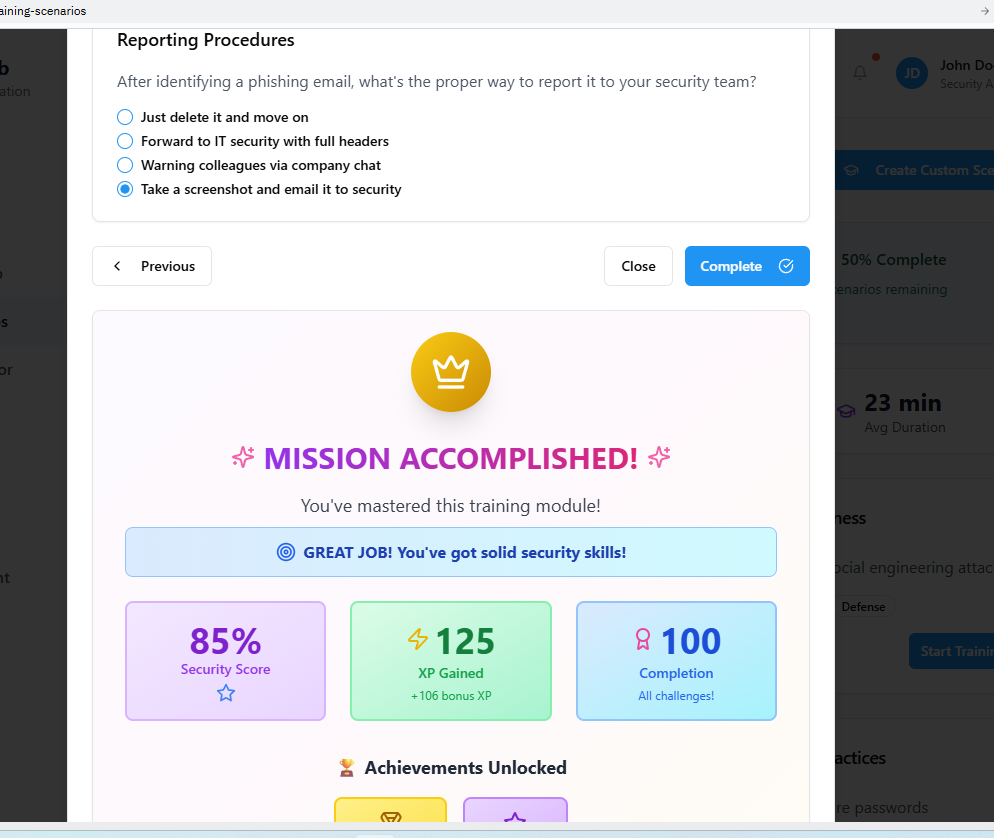 aining-scenarios
Reporting Procedures
After identifying a phishing email, what's the proper way to report it to your security team?
Just delete it and move on
Forward to IT security with full headers
Warning colleagues via company chat
Take a screenshot and email it to security
Previous
Close
Complete
MISSION ACCOMPLISHED!
You've mastered this training module!
GREAT JOB! You've got solid security skills!
85%
Security Score
125
XP Gained
+106 bonus XP
100
Completion
All challenges!
Achievements Unlocked
b
ation
s
or
nt
JD
John Do
Security A
Create Custom Sce
50% Complete
enarios remaining
23 min
Avg Duration
ness
ocial engineering attac
Defense
Start Trainin
actices
re passwords